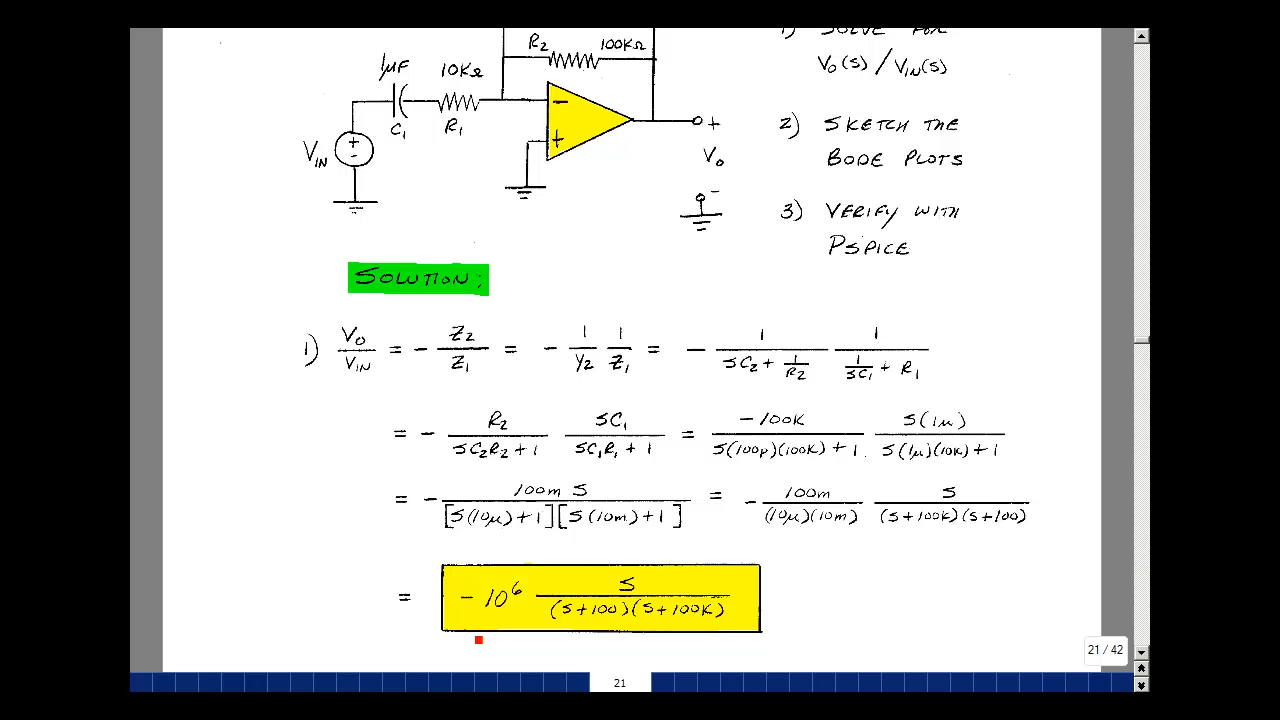 1) SOLVE FOR
R2 100KΩ
Vo(s) / VIN(s)
1µF 10KΩ
C1 R1
− +
2) SKETCH THE
BODE PLOTS
VIN + -
+
Vo
-
3) VERIFY WITH
PSPICE
SOLUTION:
1) Vo/VIN = - Z2/Z1 = - 1/Y2 1/Z1 = - 1/(SC2 + 1/R2) 1/(1/SC1 + R1)
= - R2/(SC2R2 + 1) SC1/(SC1R1 + 1) = -100K/(S(100p)(100K) + 1) S(1µ)/(S(1µ)(10K) + 1)
= - 100m S/([S(10µ) + 1][S(10m) + 1]) = - 100m/((10µ)(10m)) S/((S+100K)(S+100))
= - 10^6 S/((S+100)(S+100K))
21 / 42
21